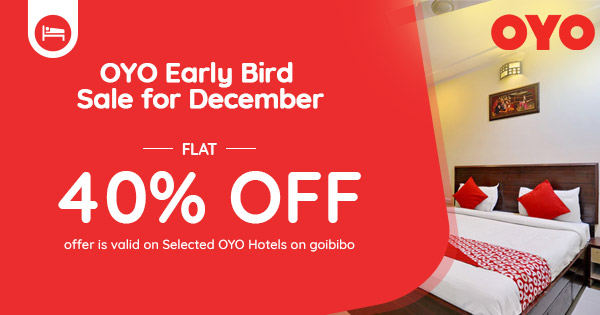 OYO
OYO Early Bird
Sale for December
FLAT
40% OFF
offer is valid on Selected OYO Hotels on goibibo